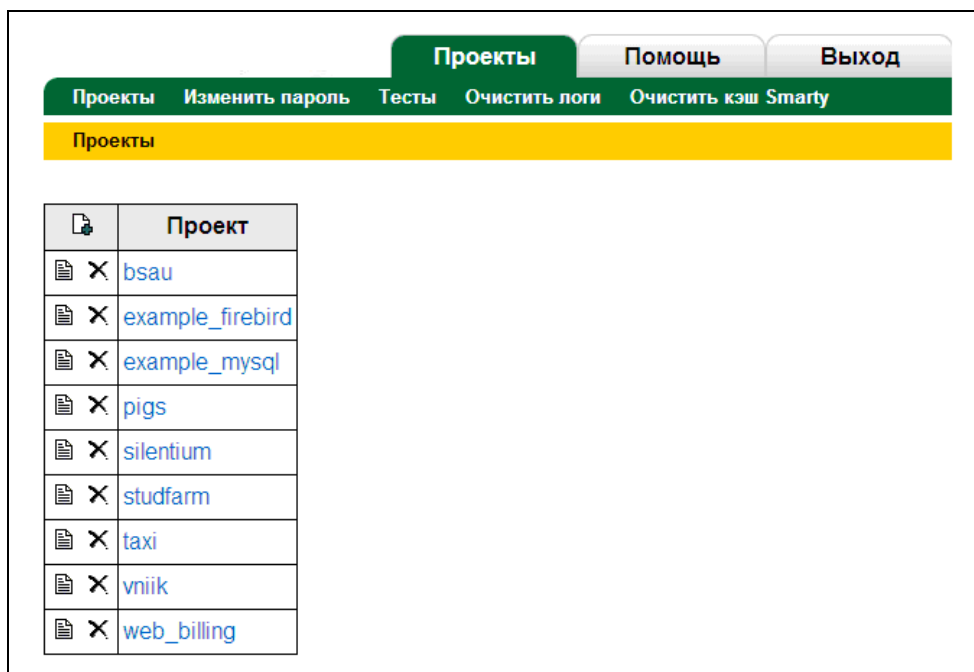 Проекты Помощь Выход
Проекты Изменить пароль Тесты Очистить логи Очистить кэш Smarty
Проекты
Проект
bsau
example_firebird
example_mysql
pigs
silentium
studfarm
taxi
vniik
web_billing